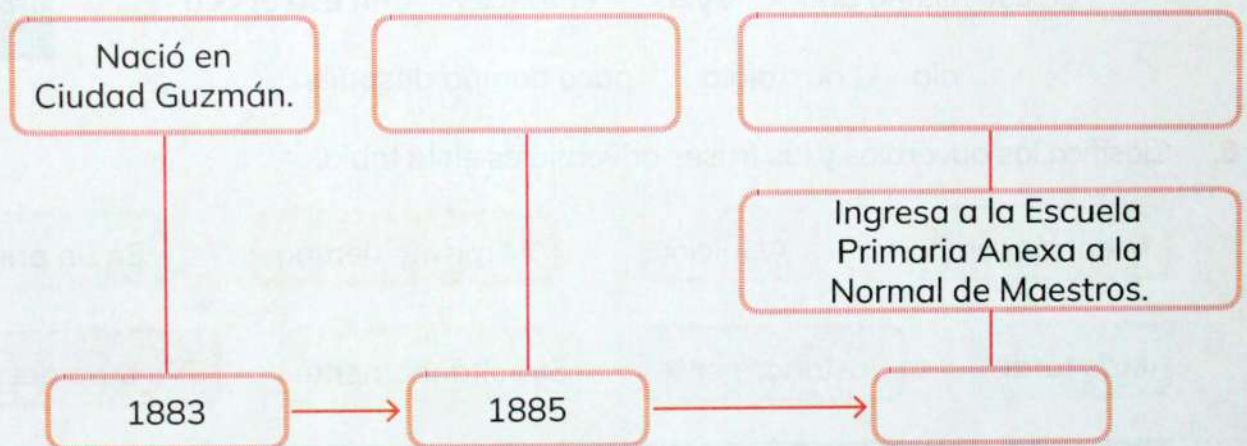 Nació en
Ciudad Guzmán.
Ingresa a la Escuela
Primaria Anexa a la
Normal de Maestros.
1883
1885